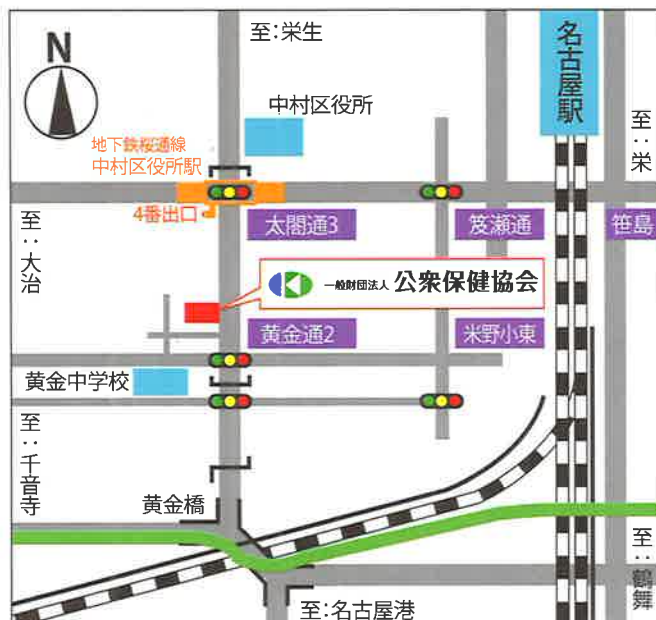 N
至:栄生
中村区役所
名古屋駅
至:栄
地下鉄桜通線
中村区役所駅
4番出口
太閤通3
笈瀬通
笹島
至:大治
一般財団法人 公衆保健協会
黄金通2
米野小東
黄金中学校
至:千音寺
黄金橋
至:鶴舞
至:名古屋港